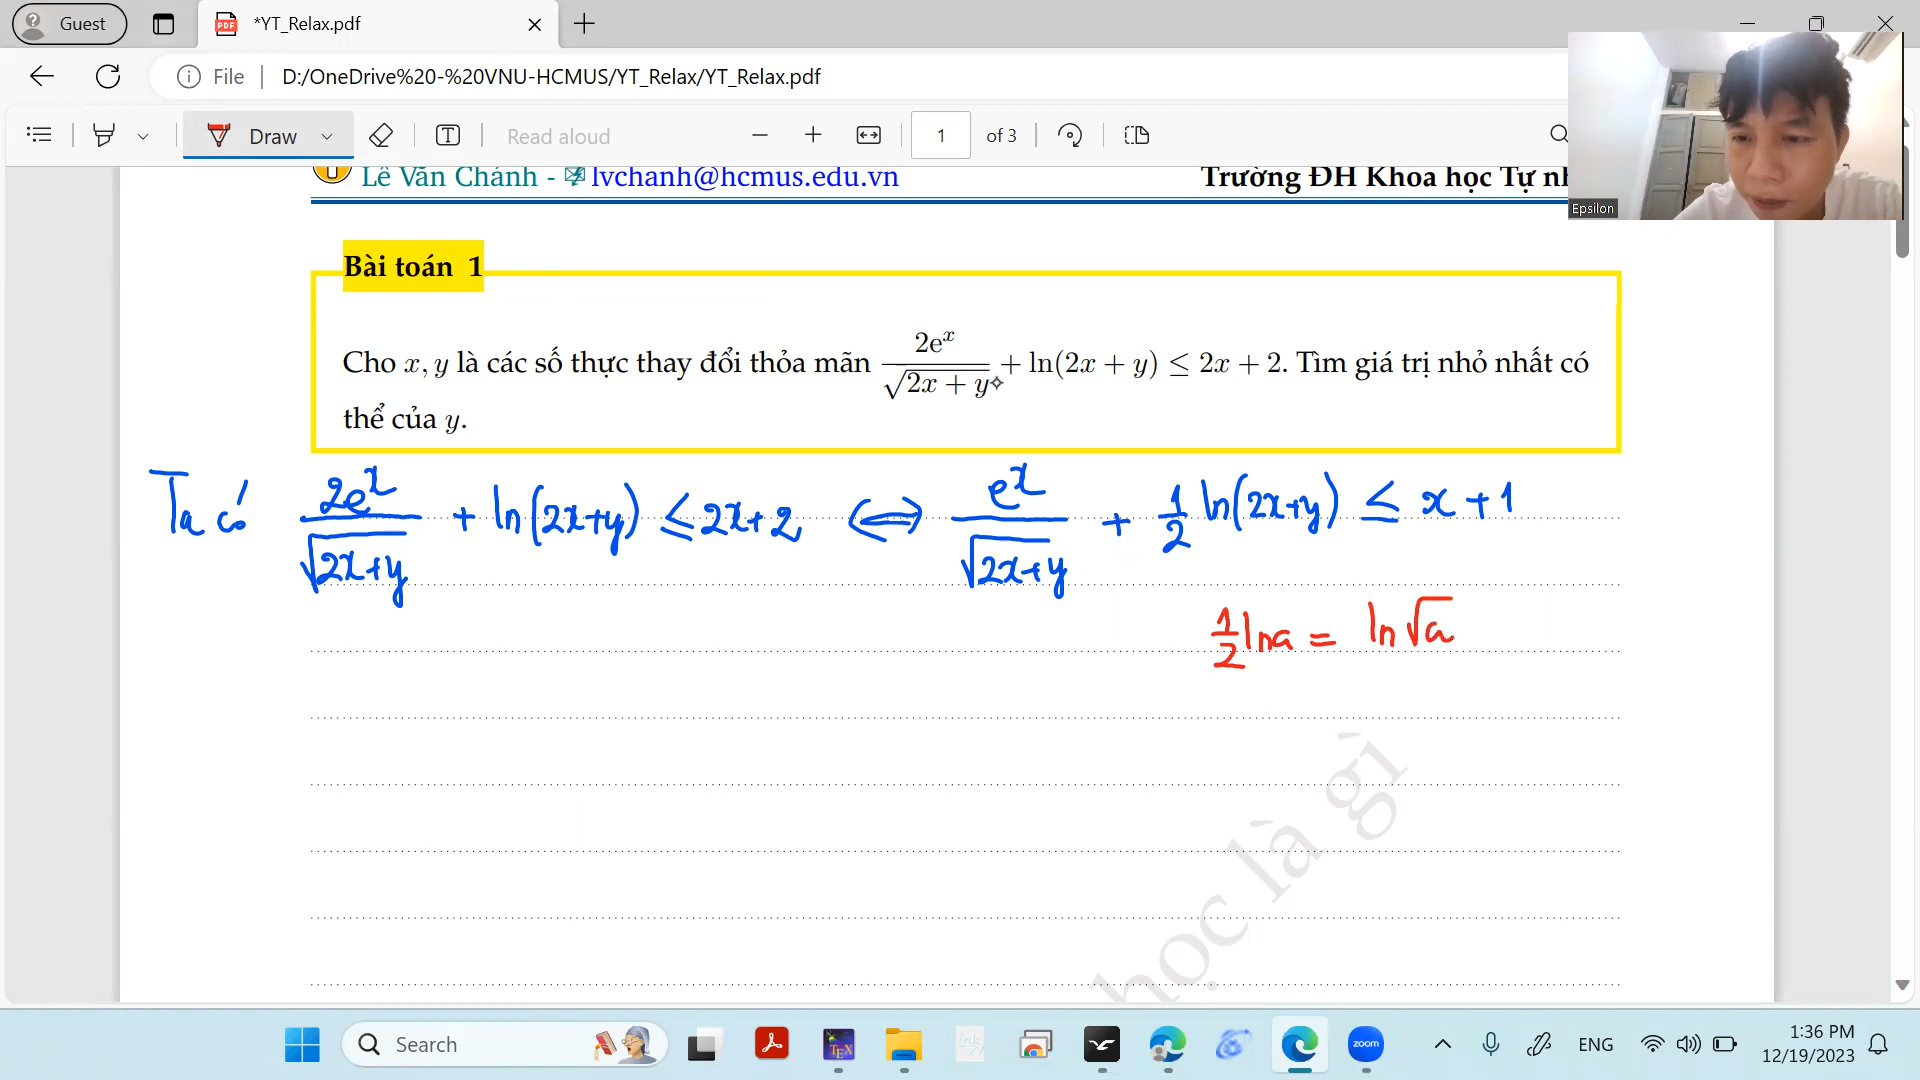 Guest
*YT_Relax.pdf
File
D:/OneDrive%20-%20VNU-HCMUS/YT_Relax/YT_Relax.pdf
Draw
Read aloud
1 of 3
Lê Văn Chánh - lvchanh@hcmus.edu.vn
Trường ĐH Khoa học Tự nh
Epsilon
Bài toán 1
Cho x, y là các số thực thay đổi thỏa mãn 2e^x/√(2x + y) + ln(2x + y) ≤ 2x + 2. Tìm giá trị nhỏ nhất có
thể của y.
Ta có 2e^x/√(2x+y) + ln(2x+y) ≤ 2x+2 ⟺ e^x/√(2x+y) + 1/2 ln(2x+y) ≤ x+1
1/2 lna = ln√a
học là gì
Search
ENG
1:36 PM
12/19/2023